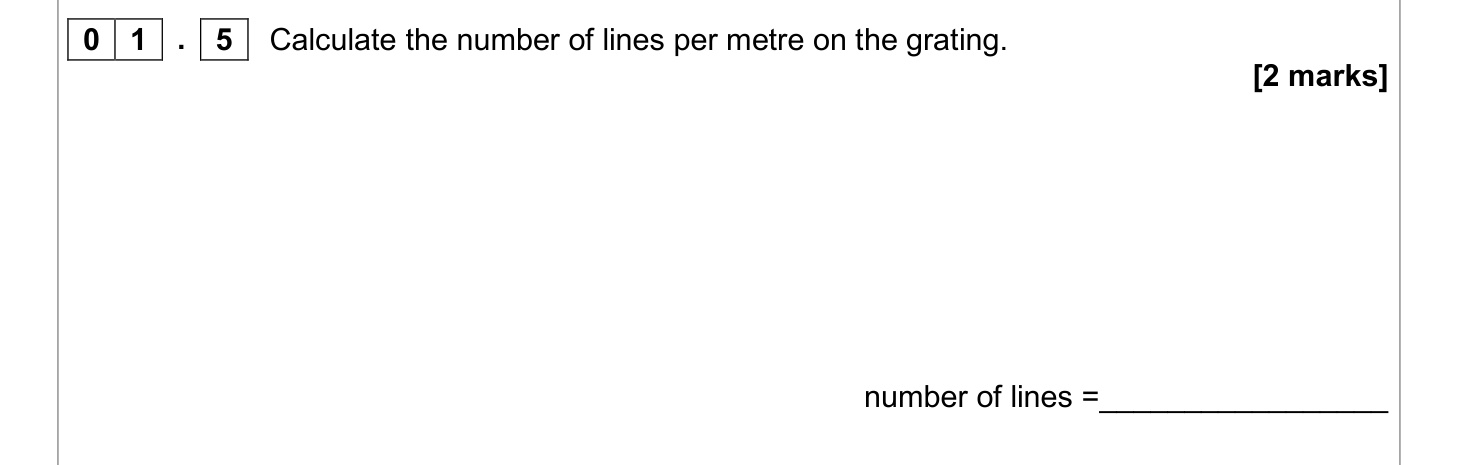 0 1 . 5 Calculate the number of lines per metre on the grating.
[2 marks]
number of lines =